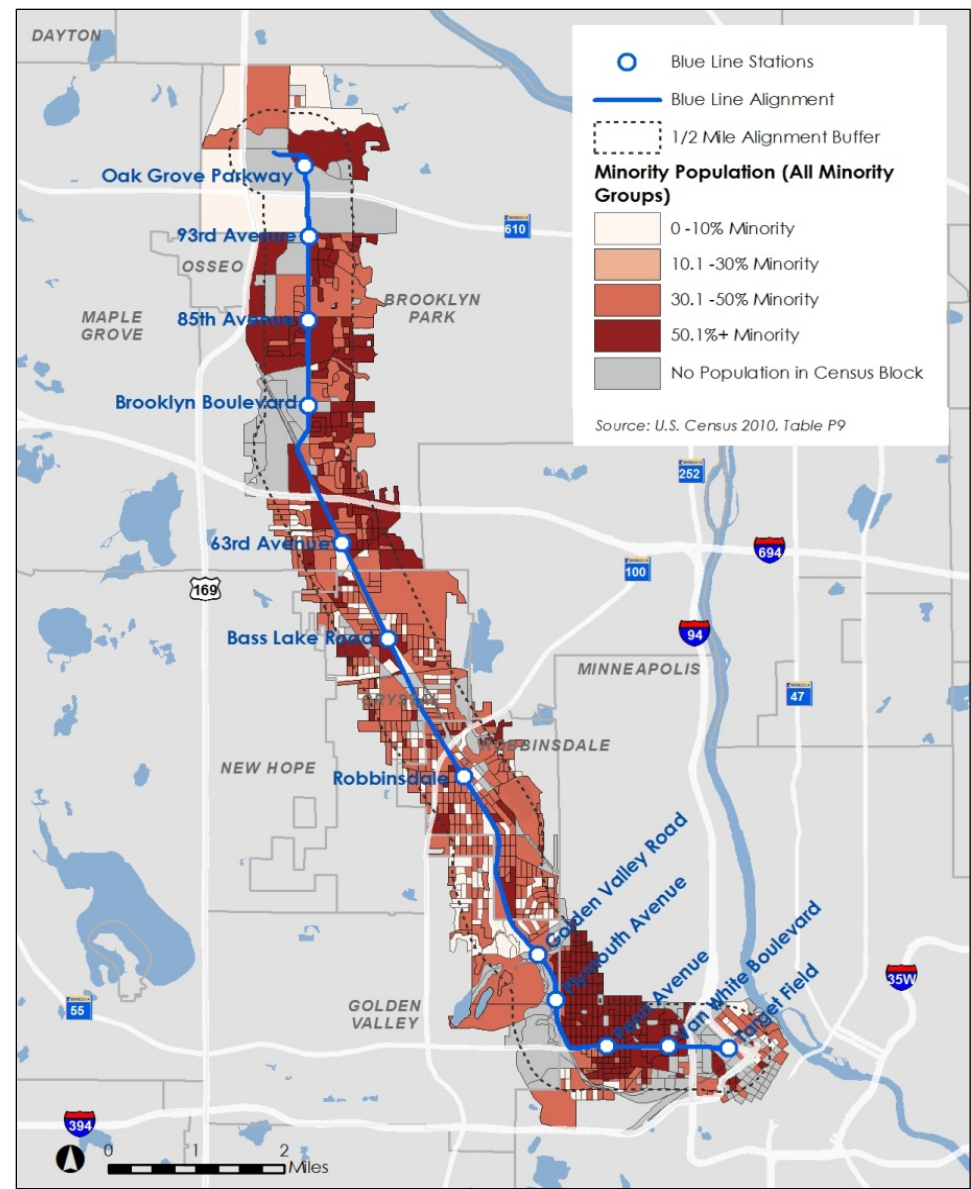 DAYTON
Blue Line Stations
Blue Line Alignment
1/2 Mile Alignment Buffer
Minority Population (All Minority
Groups)
0 -10% Minority
10.1 -30% Minority
30.1 -50% Minority
50.1%+ Minority
No Population in Census Block
Source: U.S. Census 2010, Table P9
Oak Grove Parkway
610
93rd Avenue
OSSEO
BROOKLYN
PARK
MAPLE
GROVE
85th Avenue
Brooklyn Boulevard
252
63rd Avenue
694
100
169
94
Bass Lake Road
MINNEAPOLIS
47
CRYSTAL
ROBBINSDALE
NEW HOPE
Robbinsdale
Golden Valley Road
Plymouth Avenue
Penn Avenue
Van White Boulevard
Target Field
35W
55
GOLDEN
VALLEY
394
0 1 2
Miles